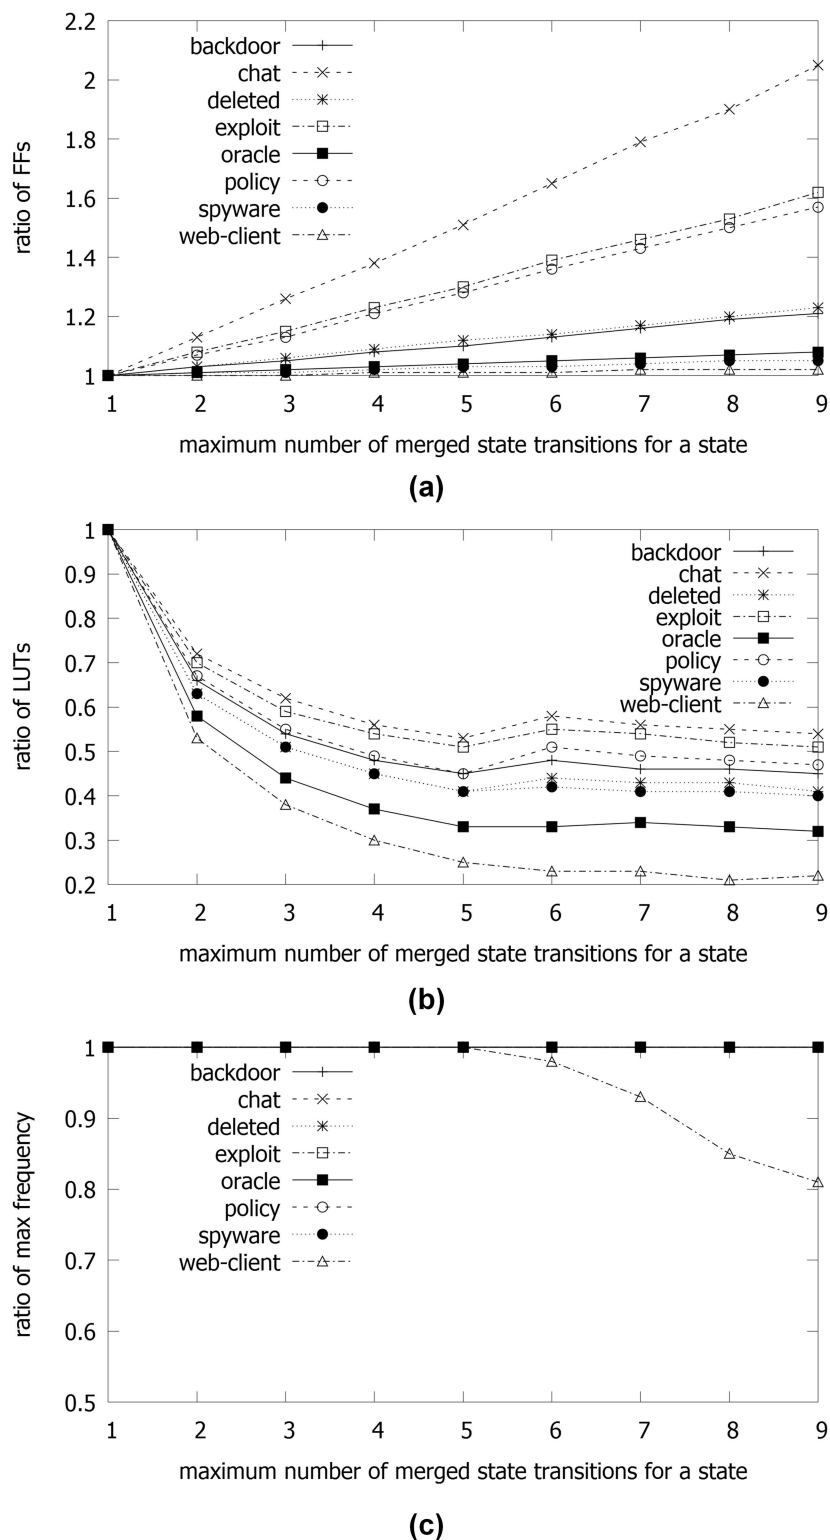 2.2
2
1.8
1.6
1.4
1.2
1
ratio of FFs
backdoor
chat
deleted
exploit
oracle
policy
spyware
web-client
1 2 3 4 5 6 7 8 9
maximum number of merged state transitions for a state
(a)
1
0.9
0.8
0.7
0.6
0.5
0.4
0.3
0.2
ratio of LUTs
backdoor
chat
deleted
exploit
oracle
policy
spyware
web-client
1 2 3 4 5 6 7 8 9
maximum number of merged state transitions for a state
(b)
1
0.9
0.8
0.7
0.6
0.5
ratio of max frequency
backdoor
chat
deleted
exploit
oracle
policy
spyware
web-client
1 2 3 4 5 6 7 8 9
maximum number of merged state transitions for a state
(c)